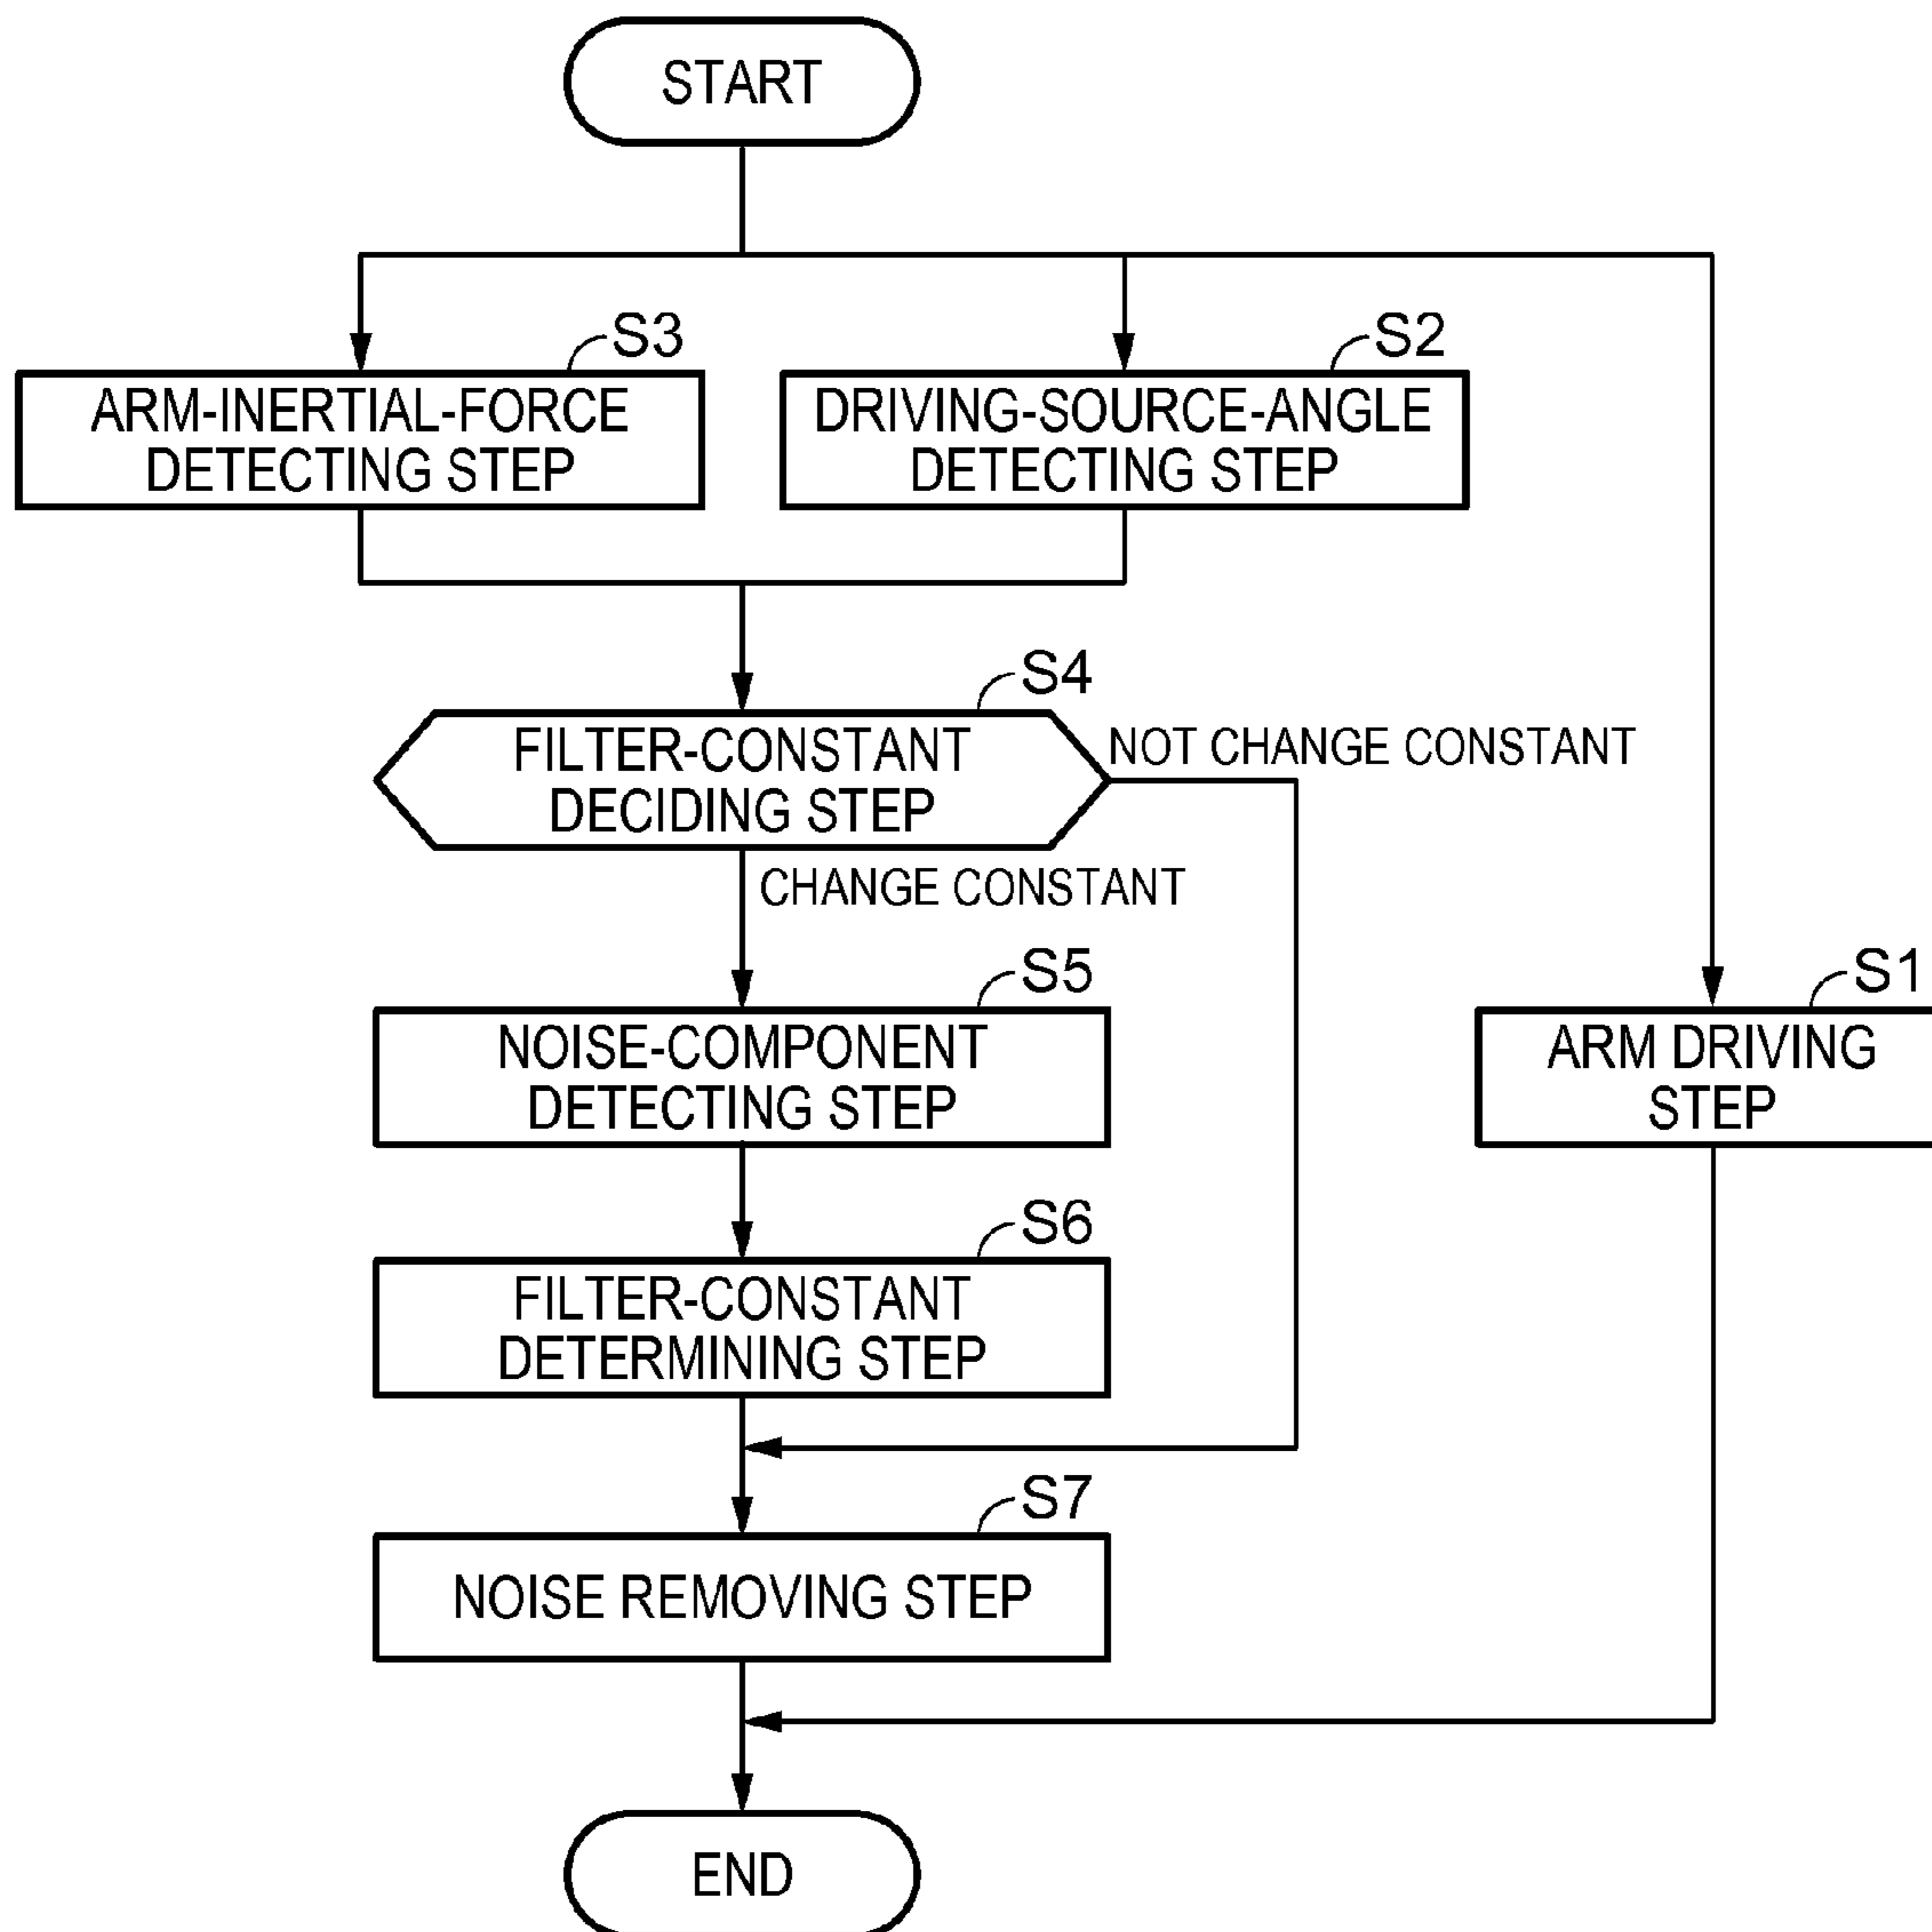 START
S3
ARM-INERTIAL-FORCE
DETECTING STEP
S2
DRIVING-SOURCE-ANGLE
DETECTING STEP
S4
FILTER-CONSTANT
DECIDING STEP
NOT CHANGE CONSTANT
CHANGE CONSTANT
S5
NOISE-COMPONENT
DETECTING STEP
S1
ARM DRIVING
STEP
S6
FILTER-CONSTANT
DETERMINING STEP
S7
NOISE REMOVING STEP
END